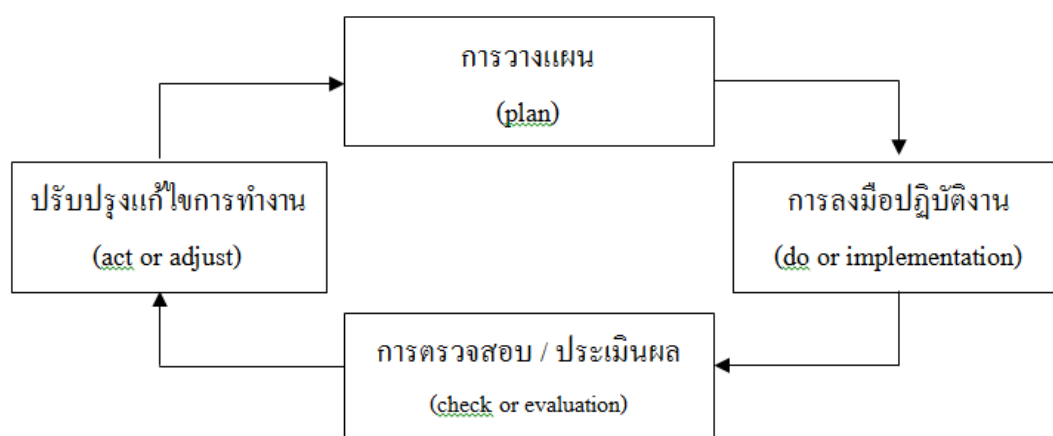 การวางแผน
(plan)
ปรับปรุงแก้ไขการทำงาน
(act or adjust)
การลงมือปฏิบัติงาน
(do or implementation)
การตรวจสอบ / ประเมินผล
(check or evaluation)